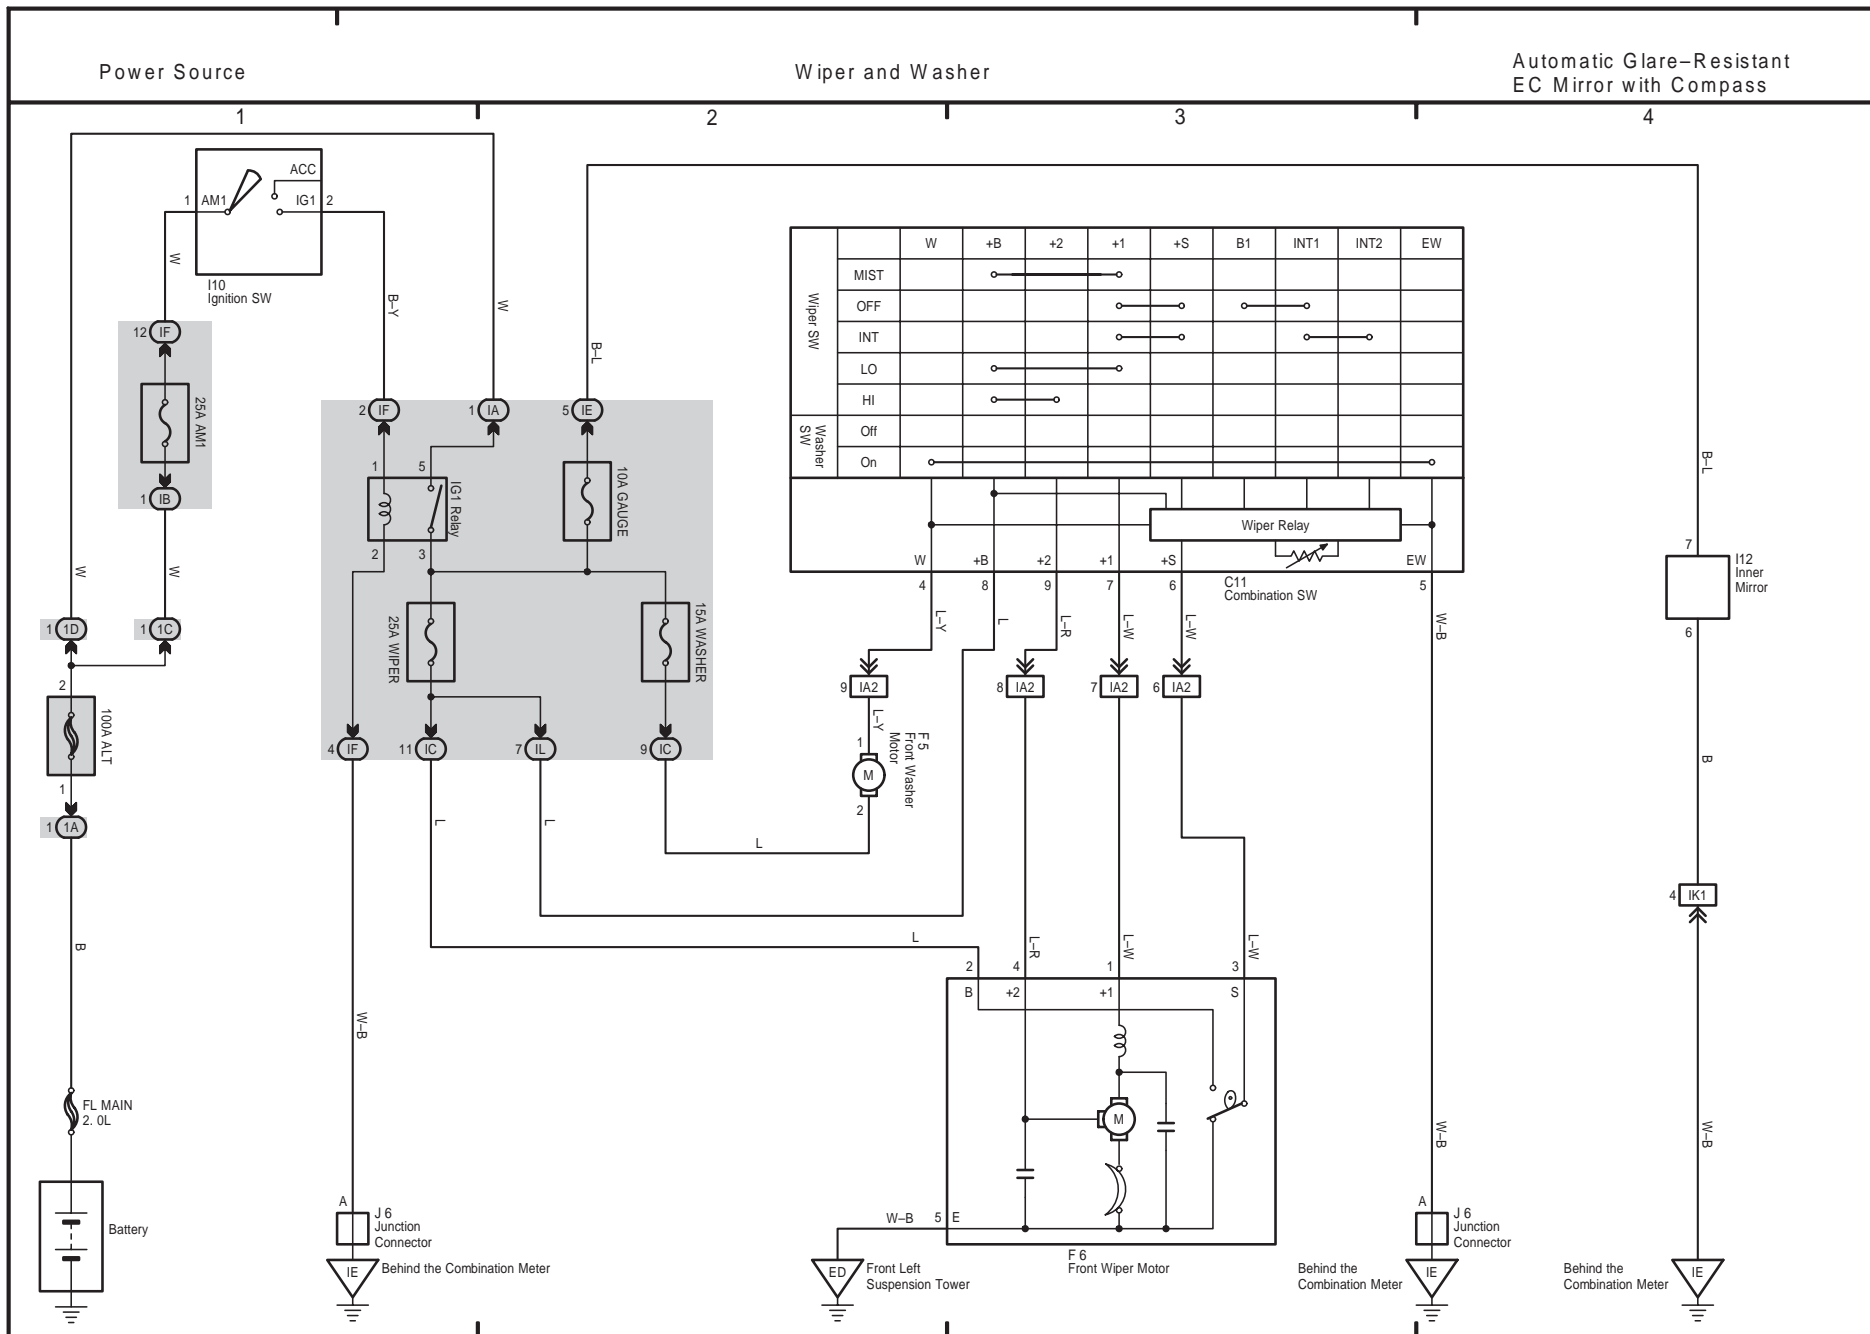 Power Source
Wiper and Washer
Automatic Glare–Resistant
EC Mirror with Compass
1
2
3
4
ACC
1
AM1
IG1
2
I10
Ignition SW
W
B–Y
W
B–L
12
IF
25A AM1
1
IB
W
W
1
1D
1
1C
2
100A ALT
1
1
1A
B
FL MAIN
2. 0L
Battery
2
IF
1
IA
5
IE
1
5
IG1 Relay
2
3
10A GAUGE
25A WIPER
15A WASHER
4
IF
11
IC
7
IL
9
IC
L
L
L
L
W–B
A
J 6
Junction
Connector
IE
Behind the Combination Meter
W
+B
+2
+1
+S
B1
INT1
INT2
EW
Wiper SW
MIST
OFF
INT
LO
HI
Washer
SW
Off
On
Wiper Relay
W
+B
+2
+1
+S
EW
4
8
9
7
6
5
C11
Combination SW
L–Y
L
L–R
L–W
L–W
W–B
9
IA2
8
IA2
7
IA2
6
IA2
L–Y
1
M
2
F 5
Front Washer
Motor
L–R
L–W
L–W
2
4
1
3
B
+2
+1
S
M
W–B
5
E
F 6
Front Wiper Motor
ED
Front Left
Suspension Tower
W–B
A
J 6
Junction
Connector
Behind the
Combination Meter
IE
B–L
7
I12
Inner
Mirror
6
B
4
IK1
W–B
Behind the
Combination Meter
IE